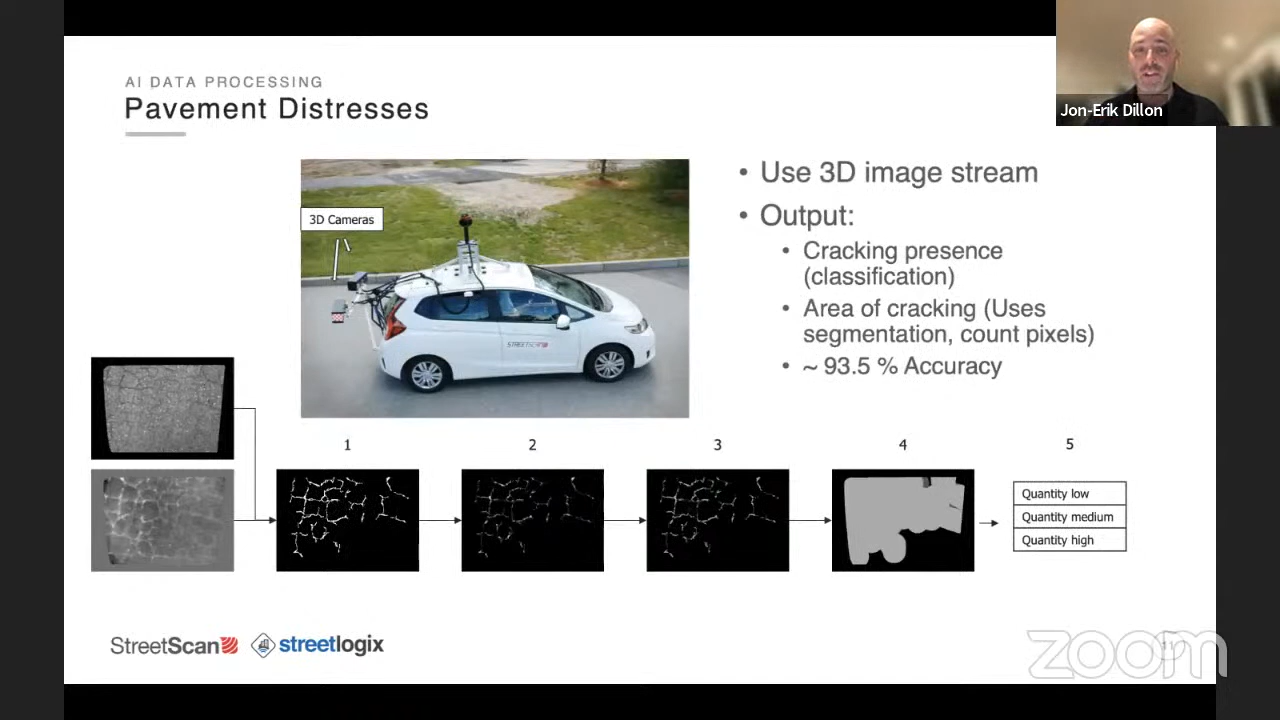 AI DATA PROCESSING
Pavement Distresses
Jon-Erik Dillon
3D Cameras
STREETSCAN
• Use 3D image stream
• Output:
• Cracking presence
(classification)
• Area of cracking (Uses
segmentation, count pixels)
• ~ 93.5 % Accuracy
1
2
3
4
5
Quantity low
Quantity medium
Quantity high
StreetScan
streetlogix
zoom
11